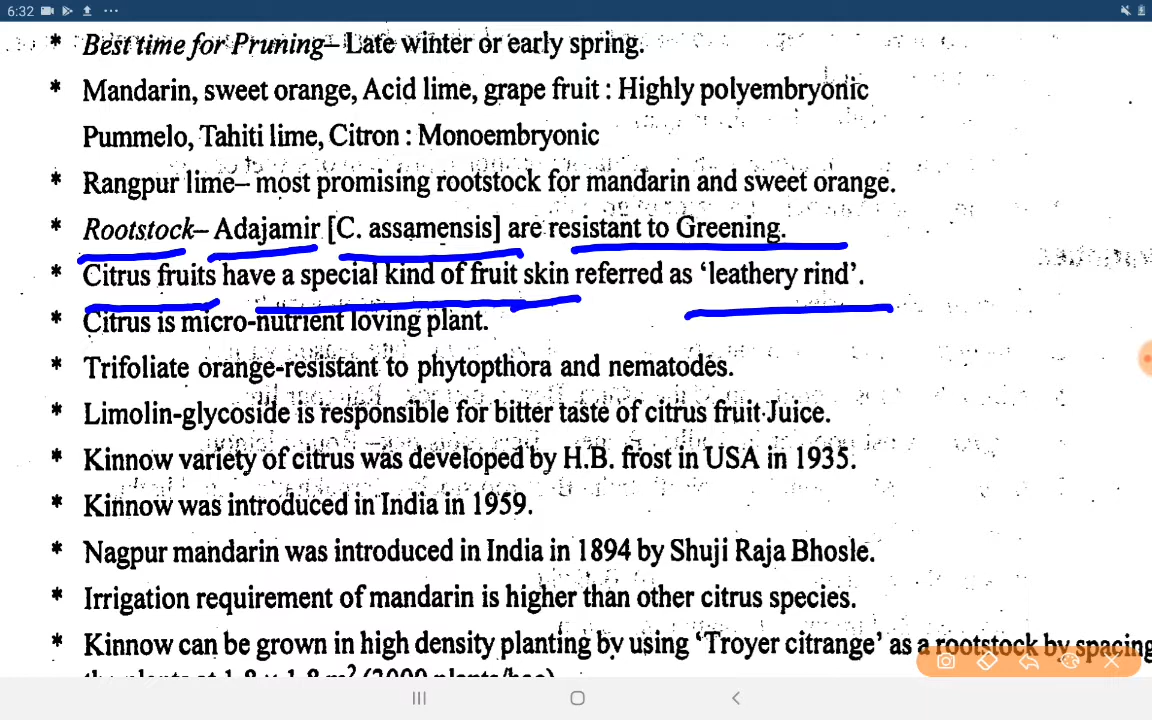 6:32
* Best time for Pruning– Late winter or early spring.
* Mandarin, sweet orange, Acid lime, grape fruit : Highly polyembryonic
Pummelo, Tahiti lime, Citron : Monoembryonic
* Rangpur lime– most promising rootstock for mandarin and sweet orange.
* Rootstock– Adajamir [C. assamensis] are resistant to Greening.
* Citrus fruits have a special kind of fruit skin referred as ‘leathery rind’.
* Citrus is micro-nutrient loving plant.
* Trifoliate orange-resistant to phytopthora and nematodes.
* Limolin-glycoside is responsible for bitter taste of citrus fruit Juice.
* Kinnow variety of citrus was developed by H.B. frost in USA in 1935.
* Kinnow was introduced in India in 1959.
* Nagpur mandarin was introduced in India in 1894 by Shuji Raja Bhosle.
* Irrigation requirement of mandarin is higher than other citrus species.
* Kinnow can be grown in high density planting by using ‘Troyer citrange’ as a rootstock by spacing